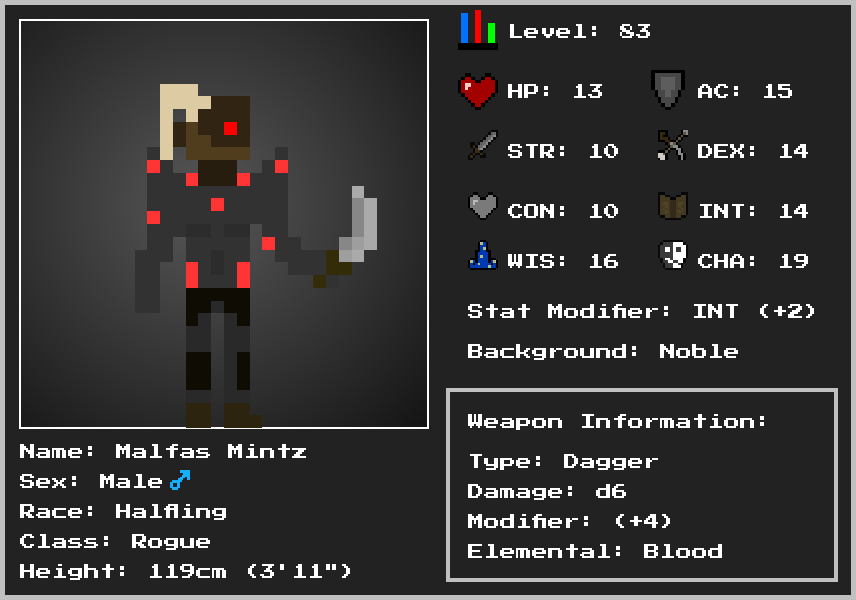 Level: 83
HP: 13 AC: 15
STR: 10 DEX: 14
CON: 10 INT: 14
WIS: 16 CHA: 19
Stat Modifier: INT (+2)
Background: Noble
Weapon Information:
Type: Dagger
Damage: d6
Modifier: (+4)
Elemental: Blood
Name: Malfas Mintz
Sex: Male ♂
Race: Halfling
Class: Rogue
Height: 119cm (3'11")